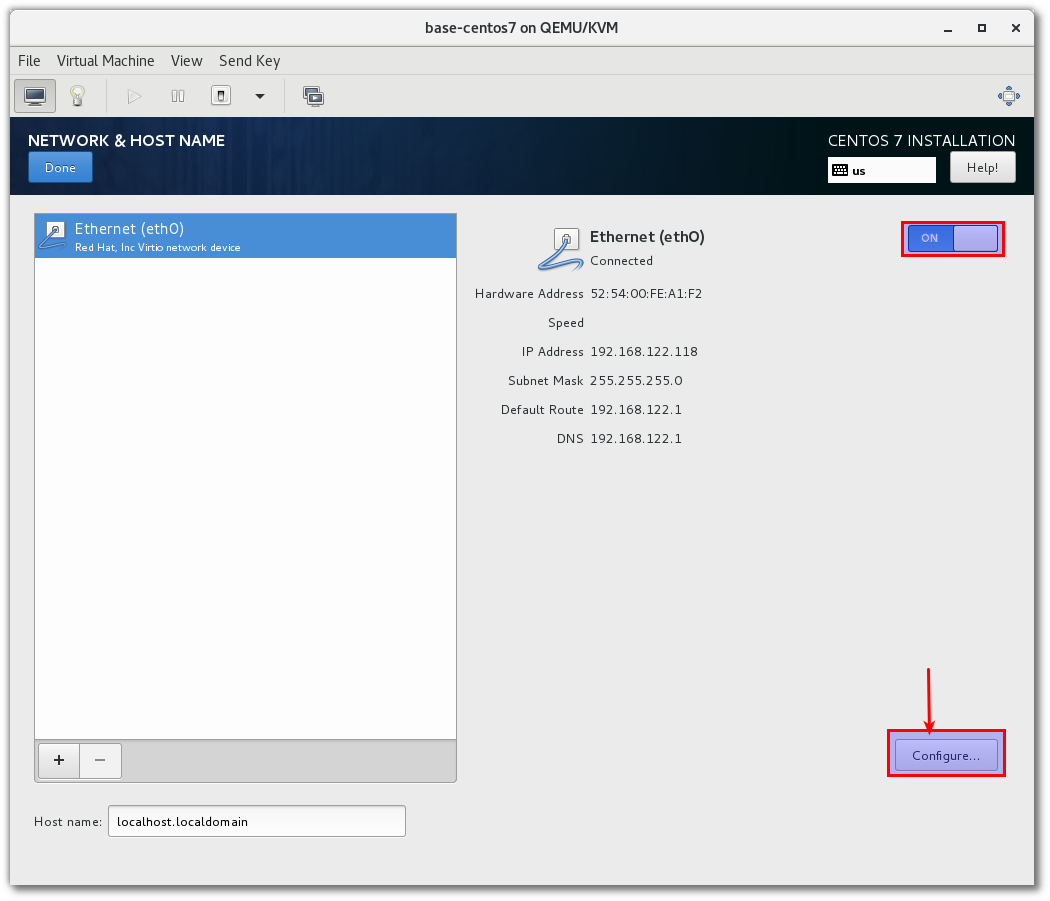 base-centos7 on QEMU/KVM
File Virtual Machine View Send Key
NETWORK & HOST NAME
Done
CENTOS 7 INSTALLATION
us
Help!
Ethernet (eth0)
Red Hat, Inc Virtio network device
Ethernet (eth0)
Connected
ON
Hardware Address 52:54:00:FE:A1:F2
Speed
IP Address 192.168.122.118
Subnet Mask 255.255.255.0
Default Route 192.168.122.1
DNS 192.168.122.1
+ −
Configure...
Host name: localhost.localdomain